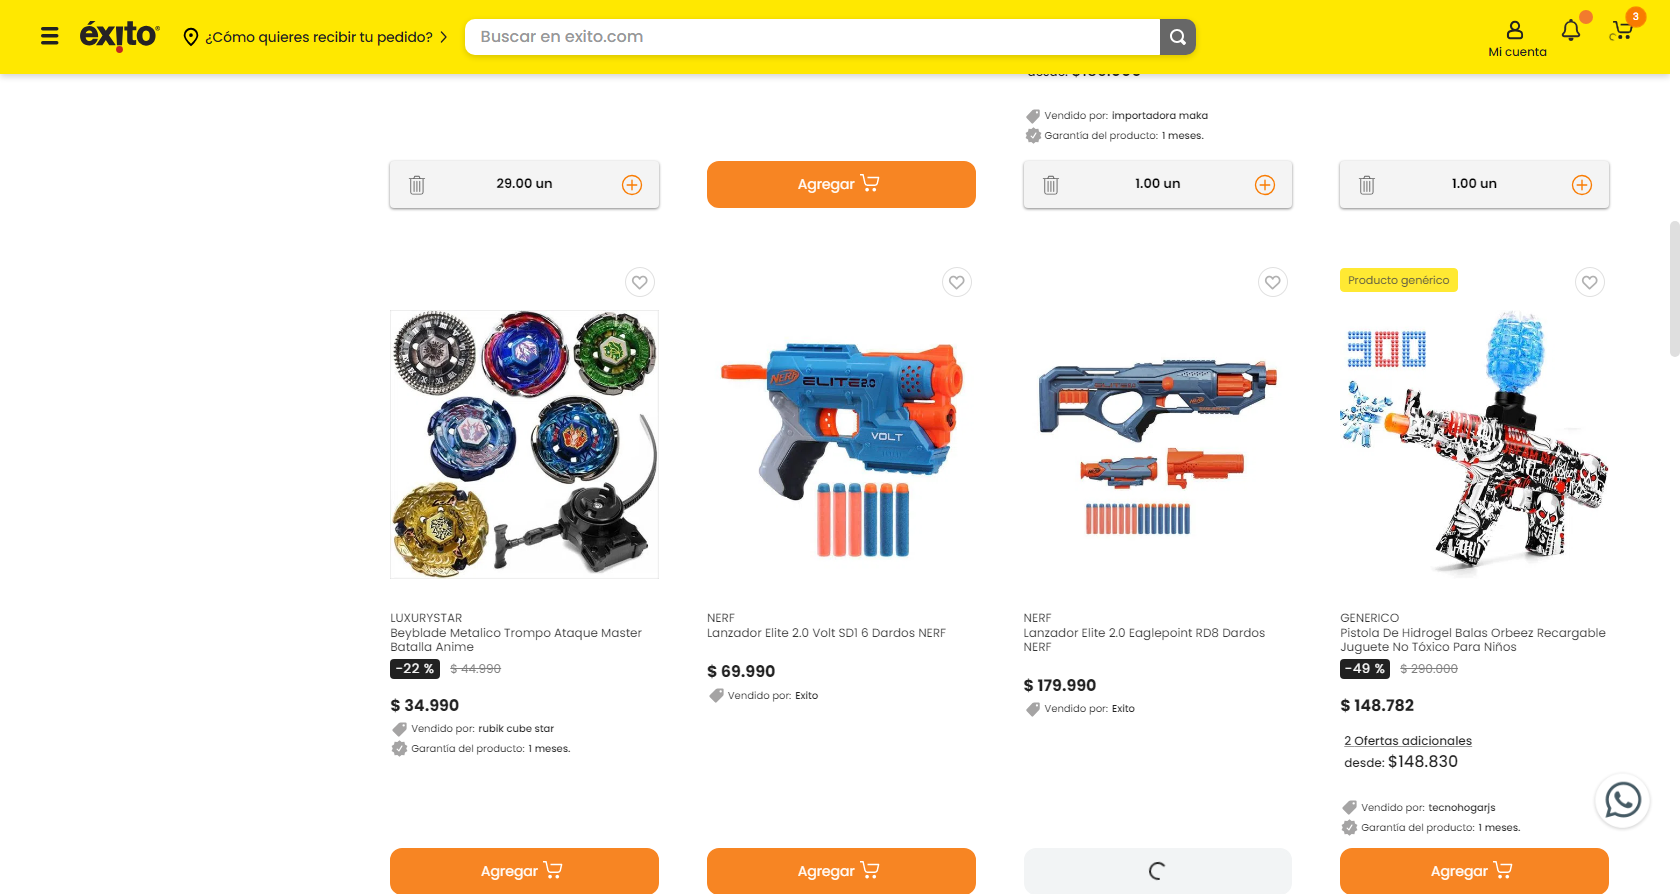 éxito
¿Cómo quieres recibir tu pedido?
Buscar en exito.com
Mi cuenta
3
Vendido por: importadora maka
Garantía del producto: 1 meses.
29.00 un
Agregar
1.00 un
1.00 un
Producto genérico
NERF ELITE 2.0
VOLT
300
LUXURYSTAR
Beyblade Metalico Trompo Ataque Master
Batalla Anime
-22 %
$ 44.990
$ 34.990
Vendido por: rubik cube star
Garantía del producto: 1 meses.
Agregar
NERF
Lanzador Elite 2.0 Volt SD1 6 Dardos NERF
$ 69.990
Vendido por: Exito
Agregar
NERF
Lanzador Elite 2.0 Eaglepoint RD8 Dardos
NERF
$ 179.990
Vendido por: Exito
GENERICO
Pistola De Hidrogel Balas Orbeez Recargable
Juguete No Tóxico Para Niños
-49 %
$ 290.000
$ 148.782
2 Ofertas adicionales
desde: $148.830
Vendido por: tecnohogarjs
Garantía del producto: 1 meses.
Agregar